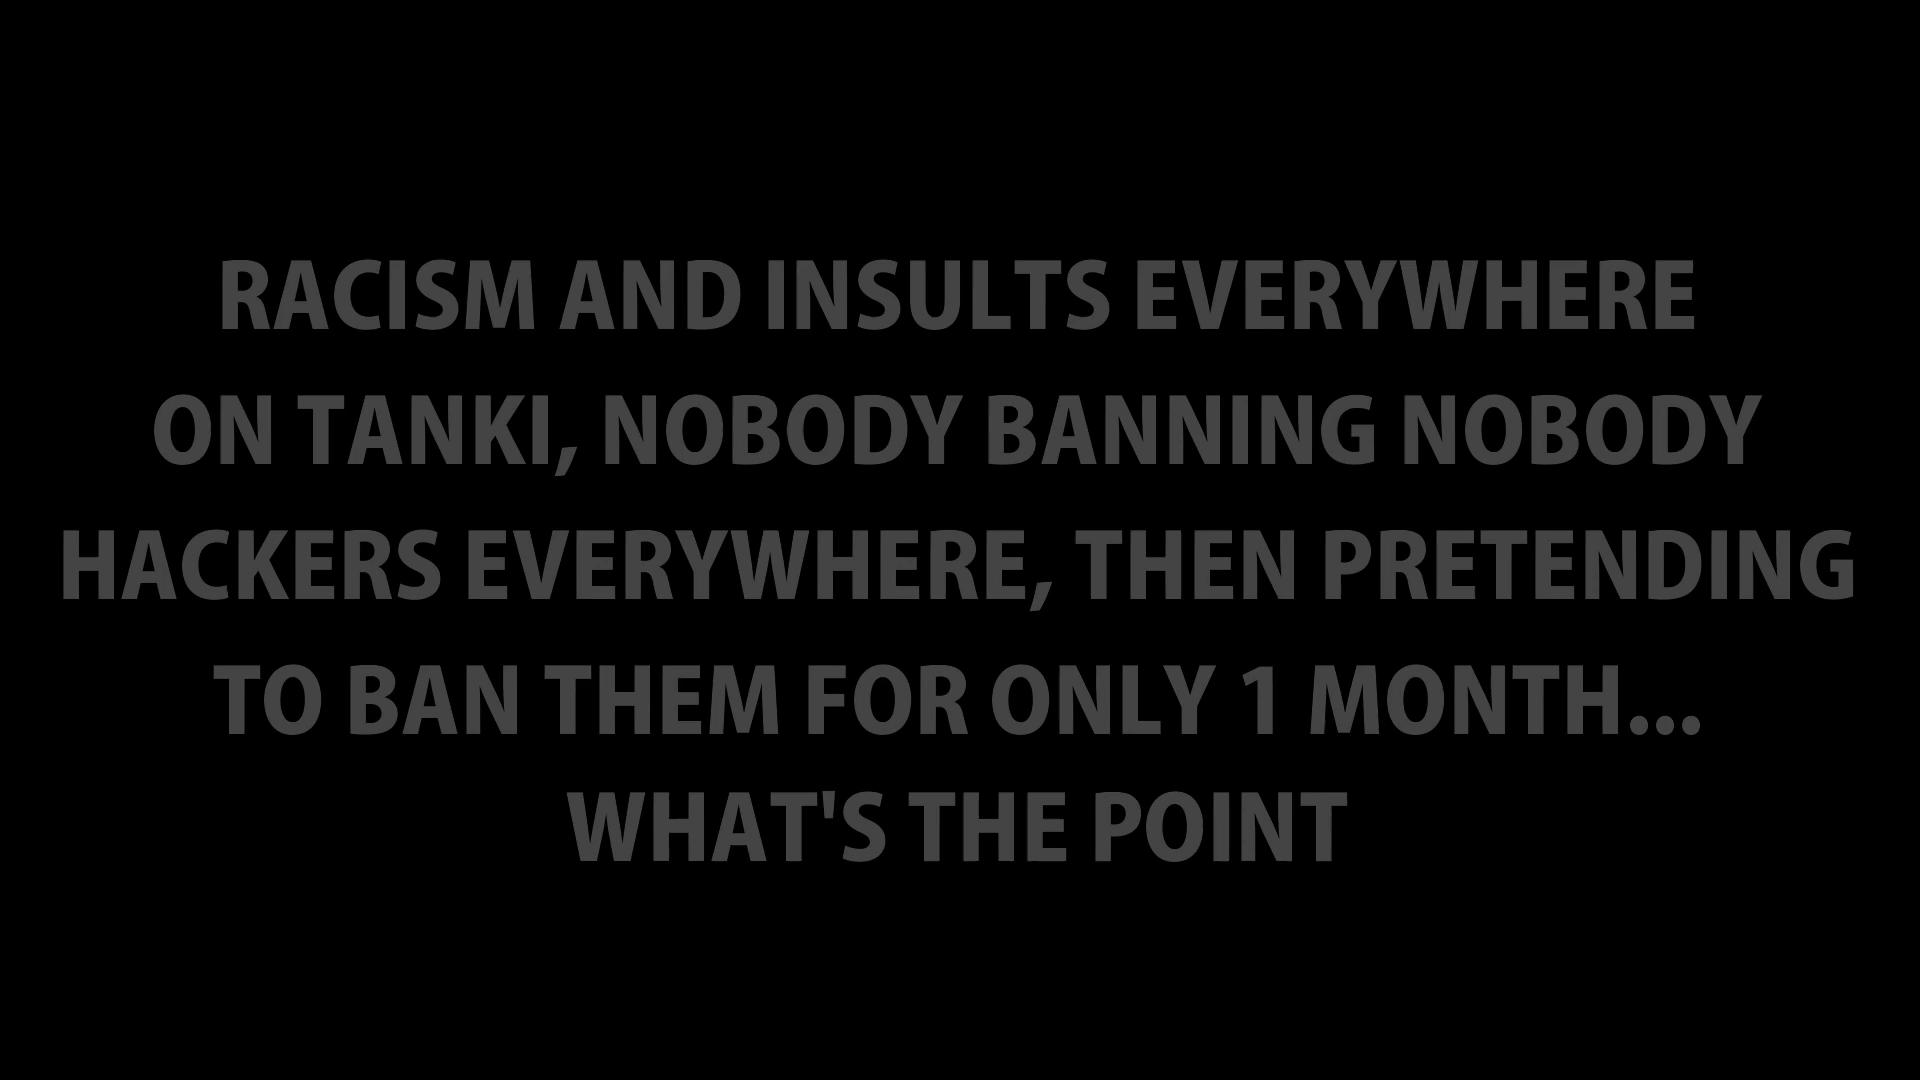 RACISM AND INSULTS EVERYWHERE
ON TANKI, NOBODY BANNING NOBODY
HACKERS EVERYWHERE, THEN PRETENDING
TO BAN THEM FOR ONLY 1 MONTH...
WHAT'S THE POINT